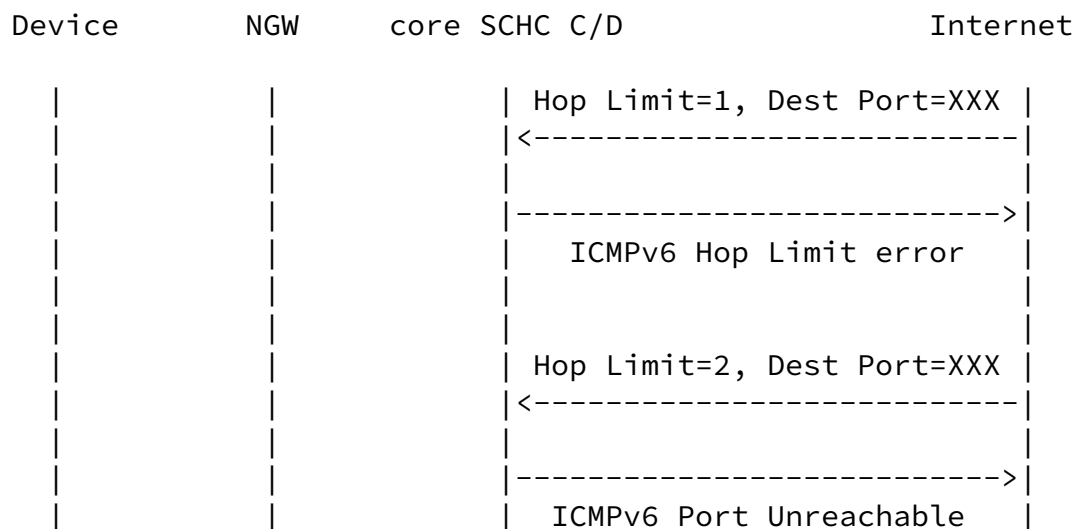 Device NGW core SCHC C/D Internet
Hop Limit=1, Dest Port=XXX
ICMPv6 Hop Limit error
Hop Limit=2, Dest Port=XXX
ICMPv6 Port Unreachable